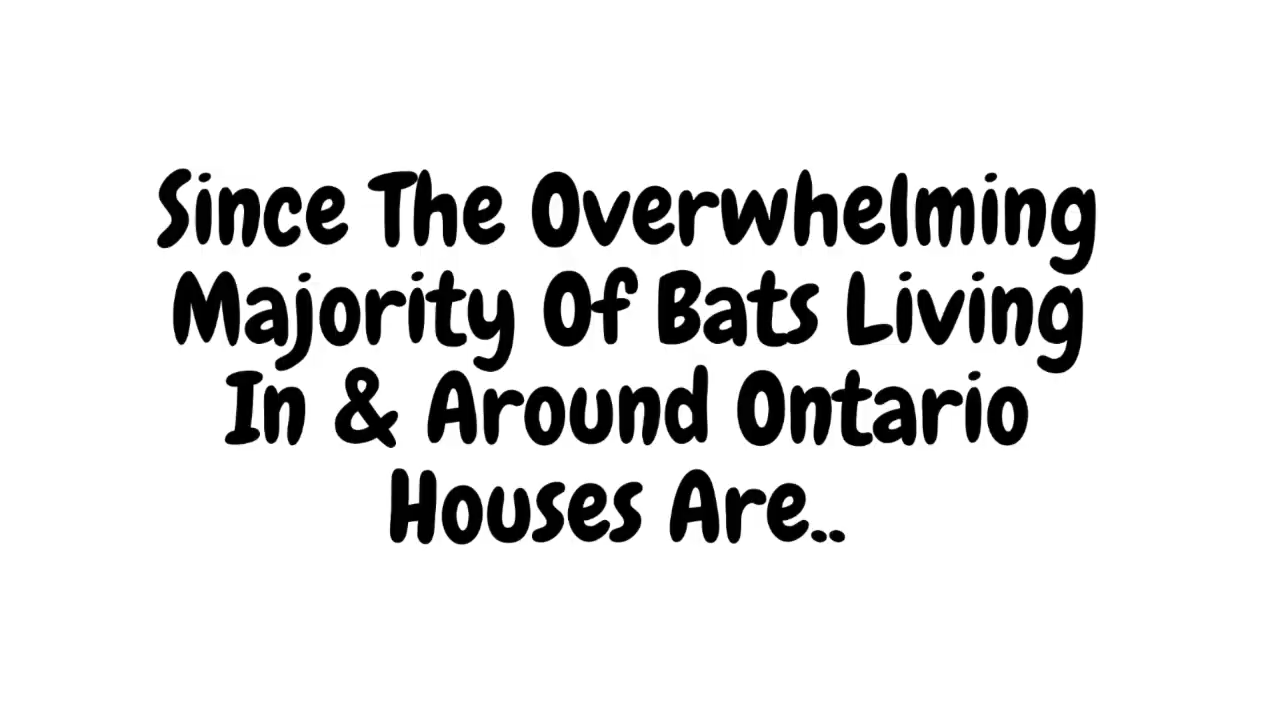 Since The Overwhelming
Majority Of Bats Living
In & Around Ontario
Houses Are..